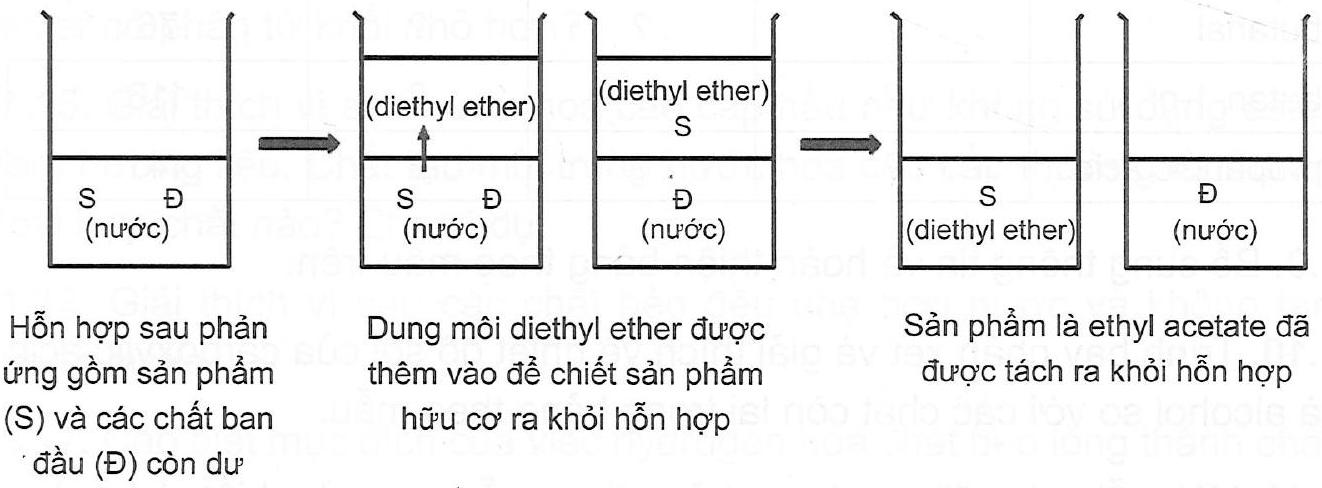 S Đ
(nước)
(diethyl ether)
S Đ
(nước)
(diethyl ether)
S
Đ
(nước)
S
(diethyl ether)
Đ
(nước)
Hỗn hợp sau phản
ứng gồm sản phẩm
(S) và các chất ban
đầu (Đ) còn dư
Dung môi diethyl ether được
thêm vào để chiết sản phẩm
hữu cơ ra khỏi hỗn hợp
Sản phẩm là ethyl acetate đã
được tách ra khỏi hỗn hợp